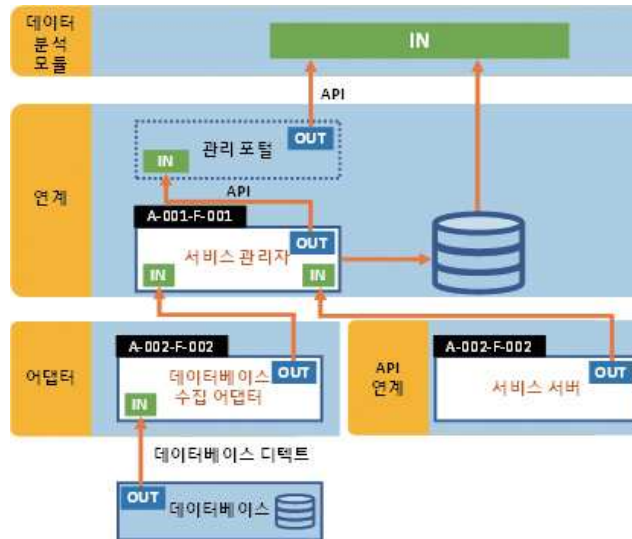 데이터
분석
모듈
IN
API
연계
관리 포털
OUT
IN
API
A-001-F-001
서비스 관리자
OUT
IN
IN
어댑터
A-002-F-002
데이터베이스
수집 어댑터
OUT
IN
API
연계
A-002-F-002
서비스 서버
OUT
데이터베이스 디텍트
OUT
데이터베이스